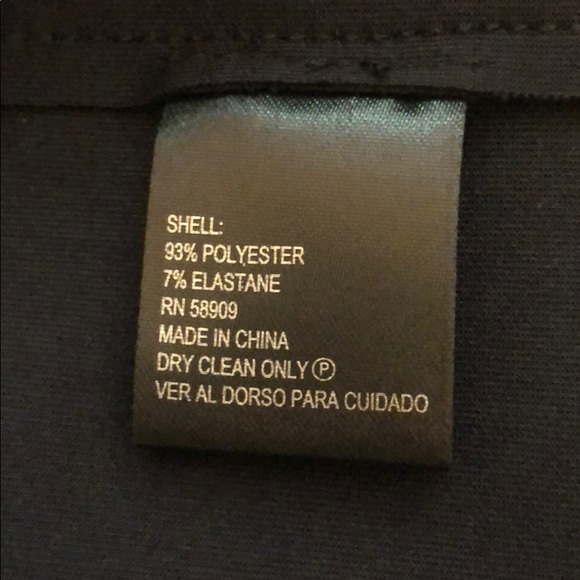 SHELL:
93% POLYESTER
7% ELASTANE
RN 58909
MADE IN CHINA
DRY CLEAN ONLY Ⓟ
VER AL DORSO PARA CUIDADO